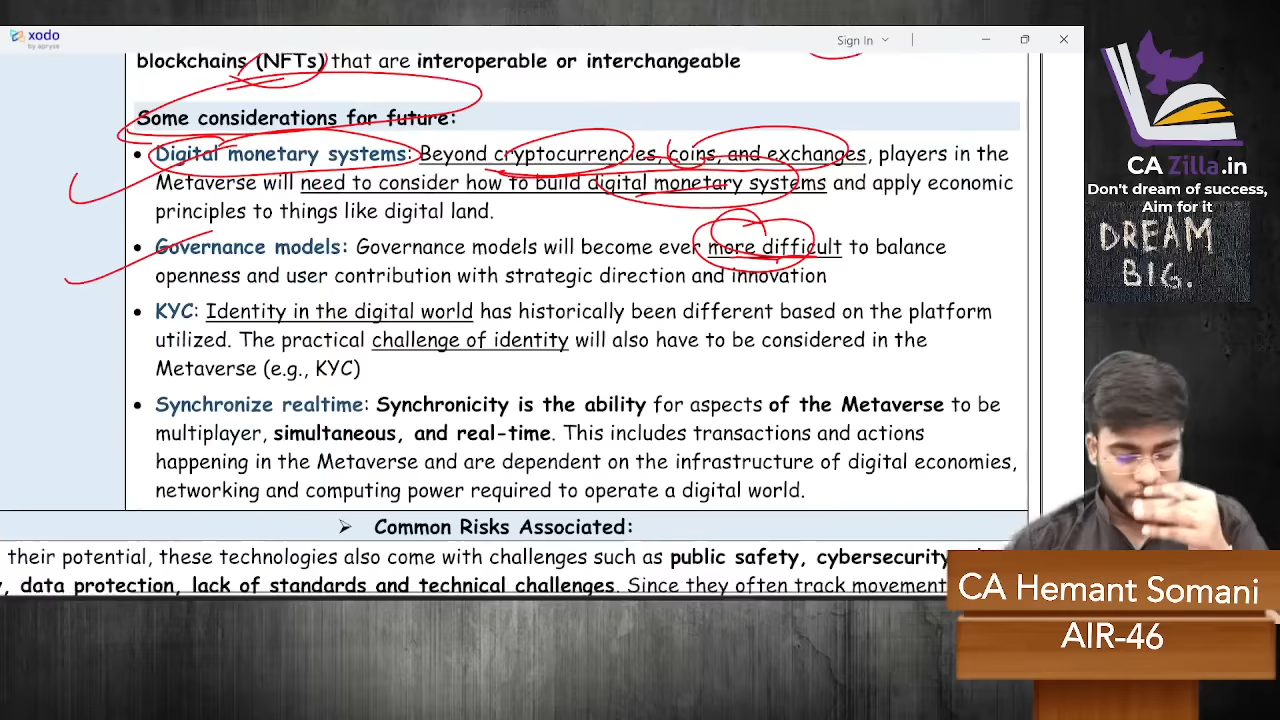 xodo
by apryse
Sign In
blockchains (NFTs) that are interoperable or interchangeable
Some considerations for future:
• Digital monetary systems: Beyond cryptocurrencies, coins, and exchanges, players in the
Metaverse will need to consider how to build digital monetary systems and apply economic
principles to things like digital land.
• Governance models: Governance models will become ever more difficult to balance
openness and user contribution with strategic direction and innovation
• KYC: Identity in the digital world has historically been different based on the platform
utilized. The practical challenge of identity will also have to be considered in the
Metaverse (e.g., KYC)
• Synchronize realtime: Synchronicity is the ability for aspects of the Metaverse to be
multiplayer, simultaneous, and real-time. This includes transactions and actions
happening in the Metaverse and are dependent on the infrastructure of digital economies,
networking and computing power required to operate a digital world.
➢ Common Risks Associated:
their potential, these technologies also come with challenges such as public safety, cybersecurity
, data protection, lack of standards and technical challenges. Since they often track movement
CA Zilla.in
Don't dream of success,
Aim for it
DREAM
BIG.
CA Hemant Somani
AIR-46